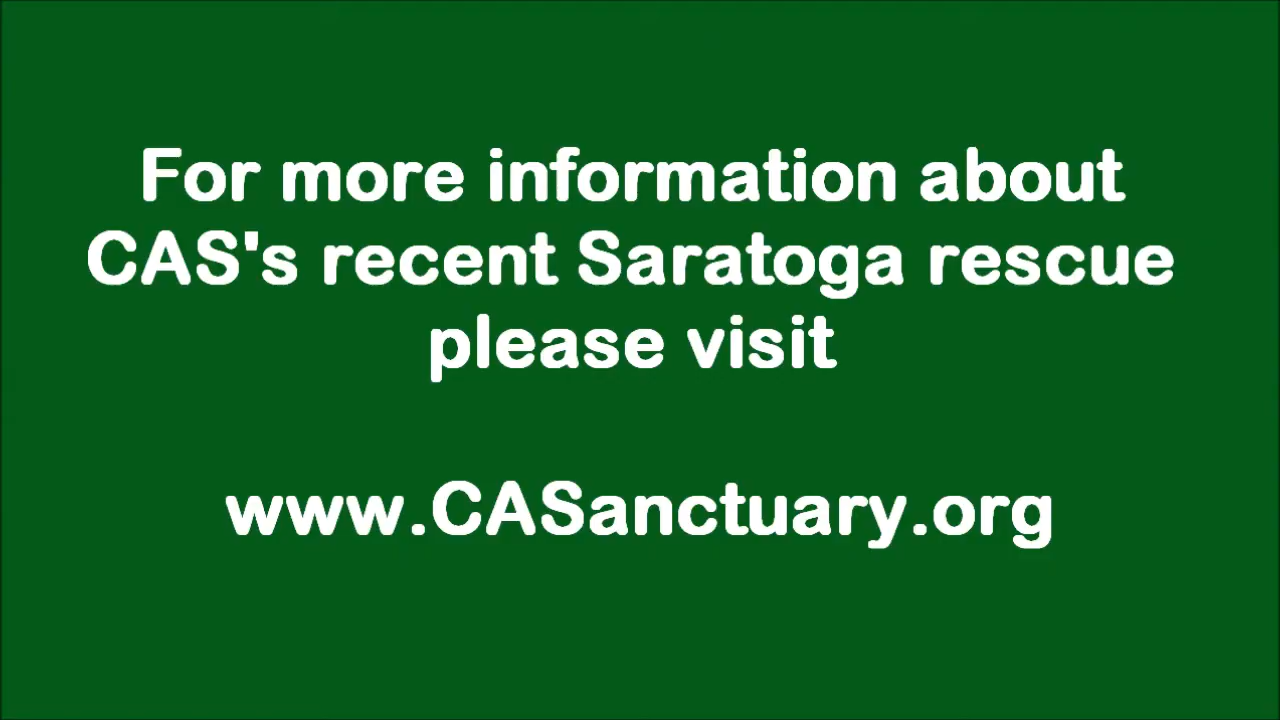 For more information about
CAS's recent Saratoga rescue
please visit
www.CASanctuary.org